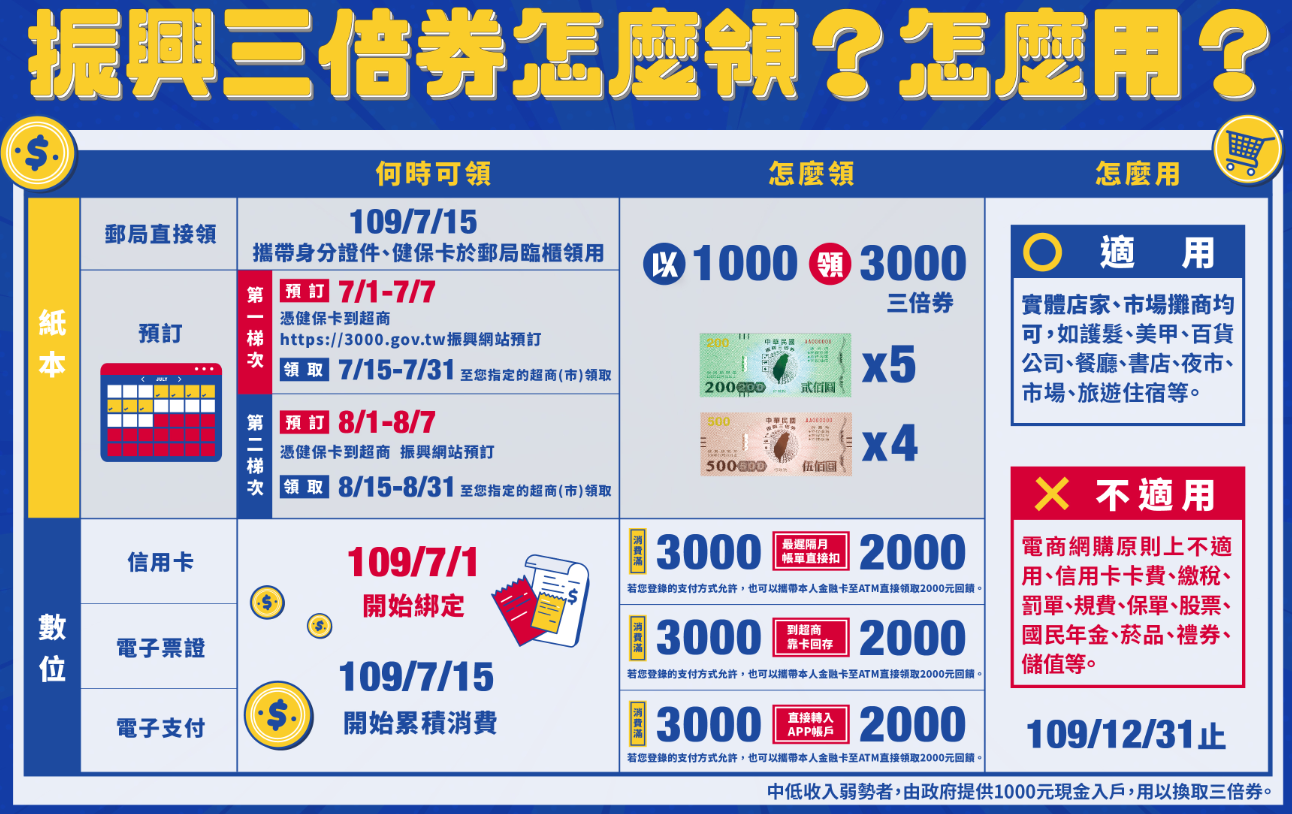 振興三倍券怎麼領？怎麼用？
何時可領
怎麼領
怎麼用
紙本
郵局直接領
109/7/15
攜帶身分證件、健保卡於郵局臨櫃領用
預訂
JULY
第一梯次
預訂 7/1-7/7
憑健保卡到超商
https://3000.gov.tw振興網站預訂
領取 7/15-7/31 至您指定的超商(市)領取
第二梯次
預訂 8/1-8/7
憑健保卡到超商 振興網站預訂
領取 8/15-8/31 至您指定的超商(市)領取
以1000領3000
三倍券
200
中華民國
AA000000
200200
貳佰圓
x5
500
中華民國
500500
伍佰圓
x4
數位
信用卡
電子票證
電子支付
109/7/1
開始綁定
109/7/15
開始累積消費
消費滿 3000 最遲隔月 2000
帳單直接扣
若您登錄的支付方式允許，也可以攜帶本人金融卡至ATM直接領取2000元回饋。
消費滿 3000 到超商 2000
靠卡回存
若您登錄的支付方式允許，也可以攜帶本人金融卡至ATM直接領取2000元回饋。
消費滿 3000 直接轉入 2000
APP帳戶
若您登錄的支付方式允許，也可以攜帶本人金融卡至ATM直接領取2000元回饋。
適用
實體店家、市場攤商均
可，如護髮、美甲、百貨
公司、餐廳、書店、夜市、
市場、旅遊住宿等。
不適用
電商網購原則上不適
用、信用卡卡費、繳稅、
罰單、規費、保單、股票、
國民年金、菸品、禮券、
儲值等。
109/12/31止
中低收入弱勢者，由政府提供1000元現金入戶，用以換取三倍券。